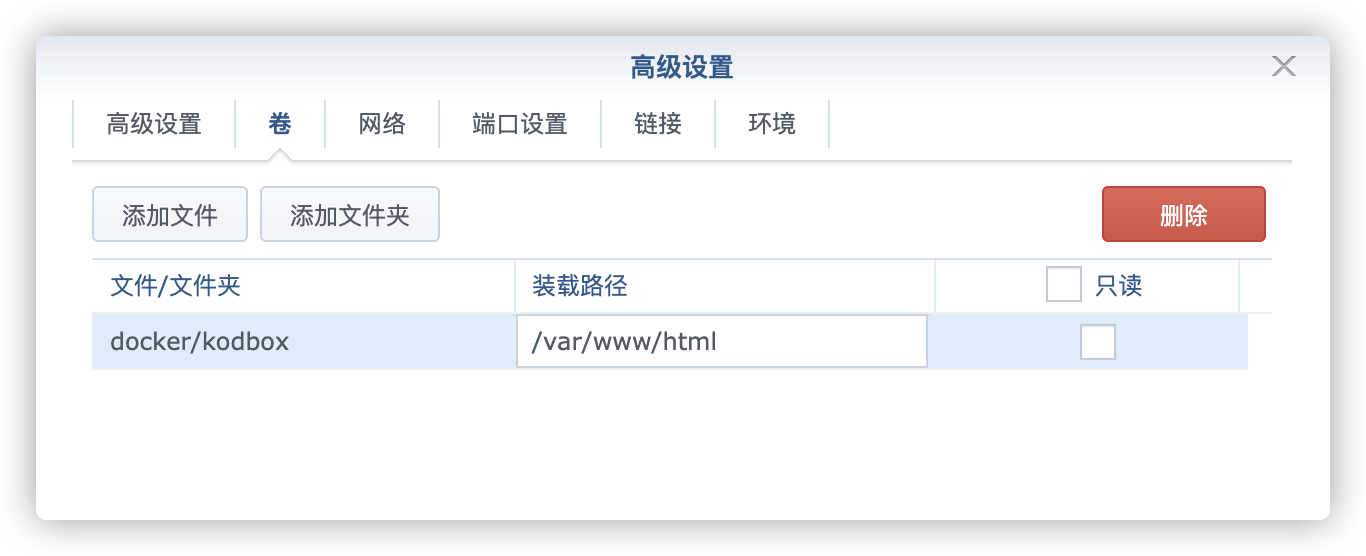 高级设置
高级设置 卷 网络 端口设置 链接 环境
添加文件 添加文件夹 删除
文件/文件夹 装载路径 只读
docker/kodbox /var/www/html